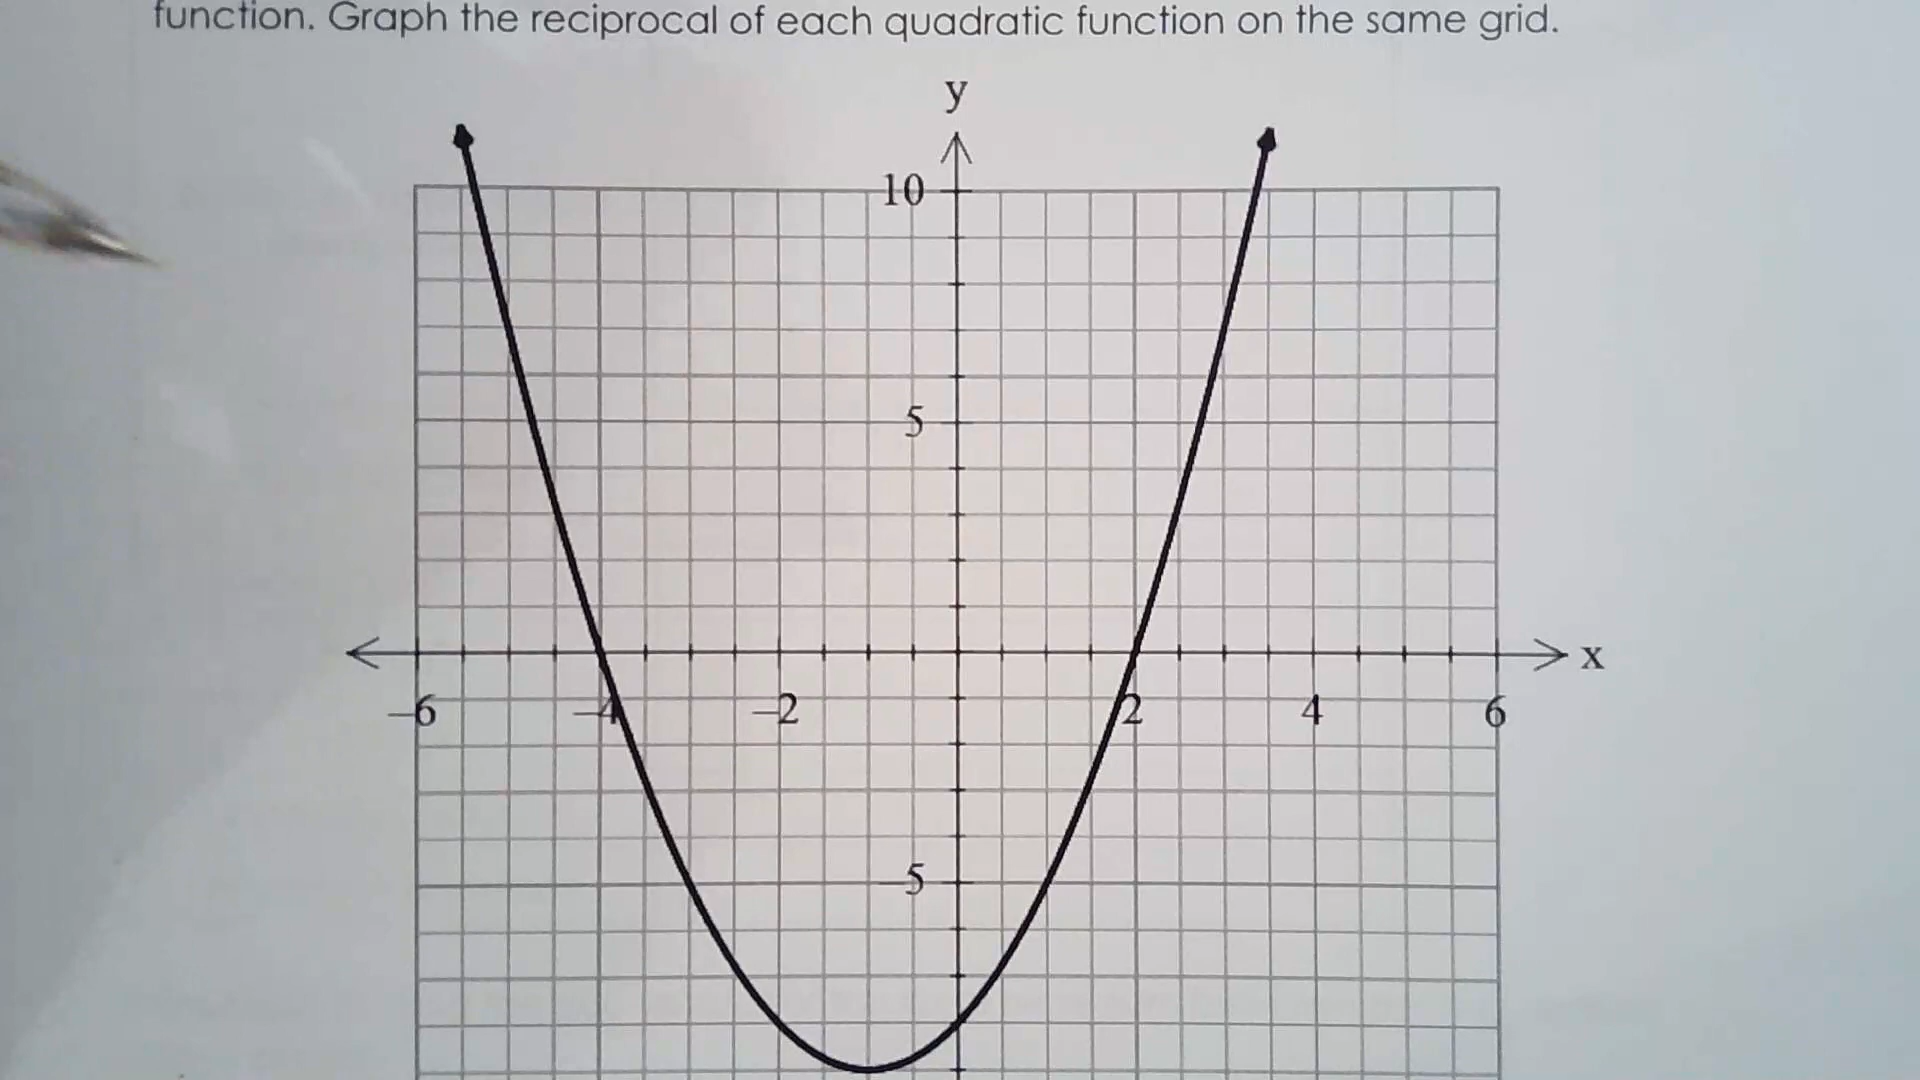 function. Graph the reciprocal of each quadratic function on the same grid.
y
10
5
x
–6 –4 –2 2 4 6
–5